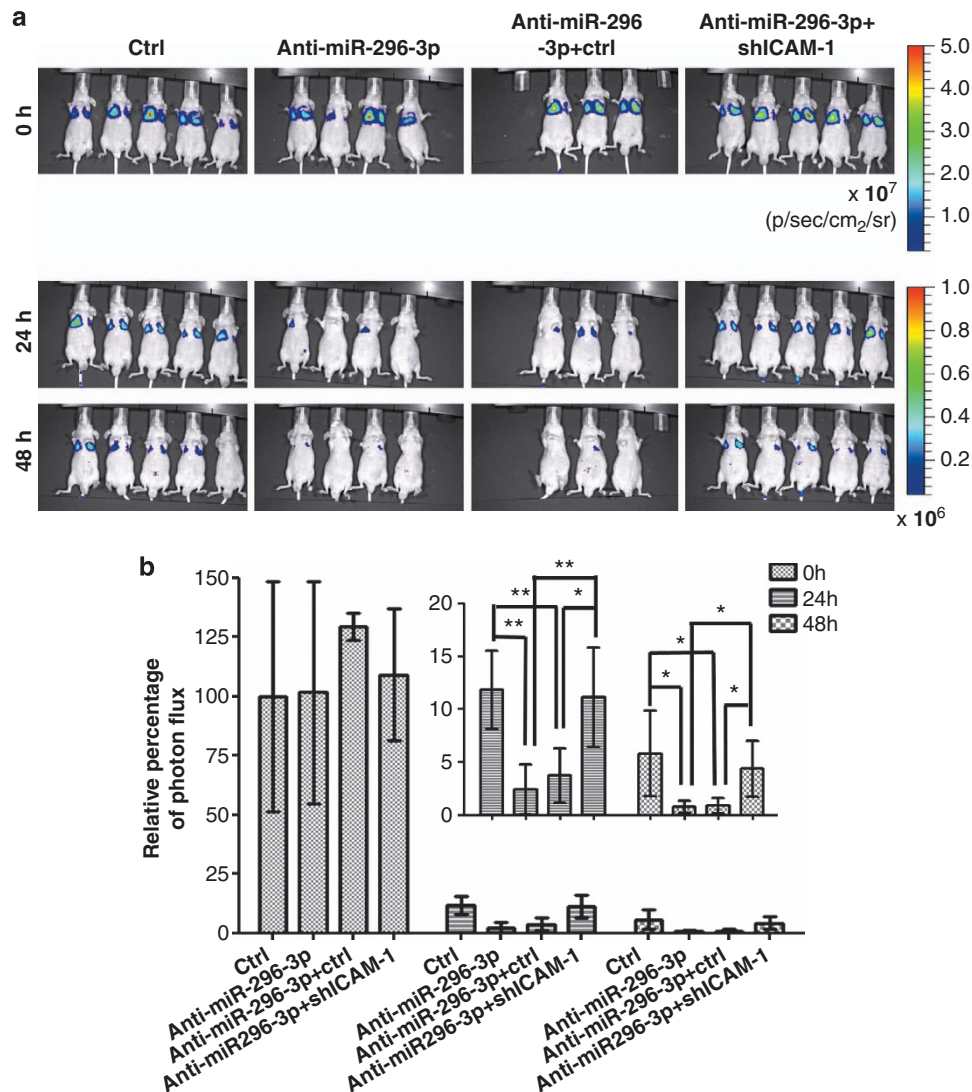 a
Ctrl
Anti-miR-296-3p
Anti-miR-296
-3p+ctrl
Anti-miR-296-3p+
shICAM-1
0 h
5.0
4.0
3.0
2.0
1.0
x 10⁷
(p/sec/cm₂/sr)
24 h
48 h
1.0
0.8
0.6
0.4
0.2
x 10⁶
b
Relative percentage
of photon flux
150
125
100
75
50
25
0
20
15
10
5
0
**
**
**
*
*
*
*
*
0h
24h
48h
Ctrl
Anti-miR-296-3p
Anti-miR-296-3p+ctrl
Anti-miR296-3p+shICAM-1
Ctrl
Anti-miR-296-3p
Anti-miR-296-3p+ctrl
Anti-miR296-3p+shICAM-1
Ctrl
Anti-miR-296-3p
Anti-miR-296-3p+ctrl
Anti-miR296-3p+shICAM-1